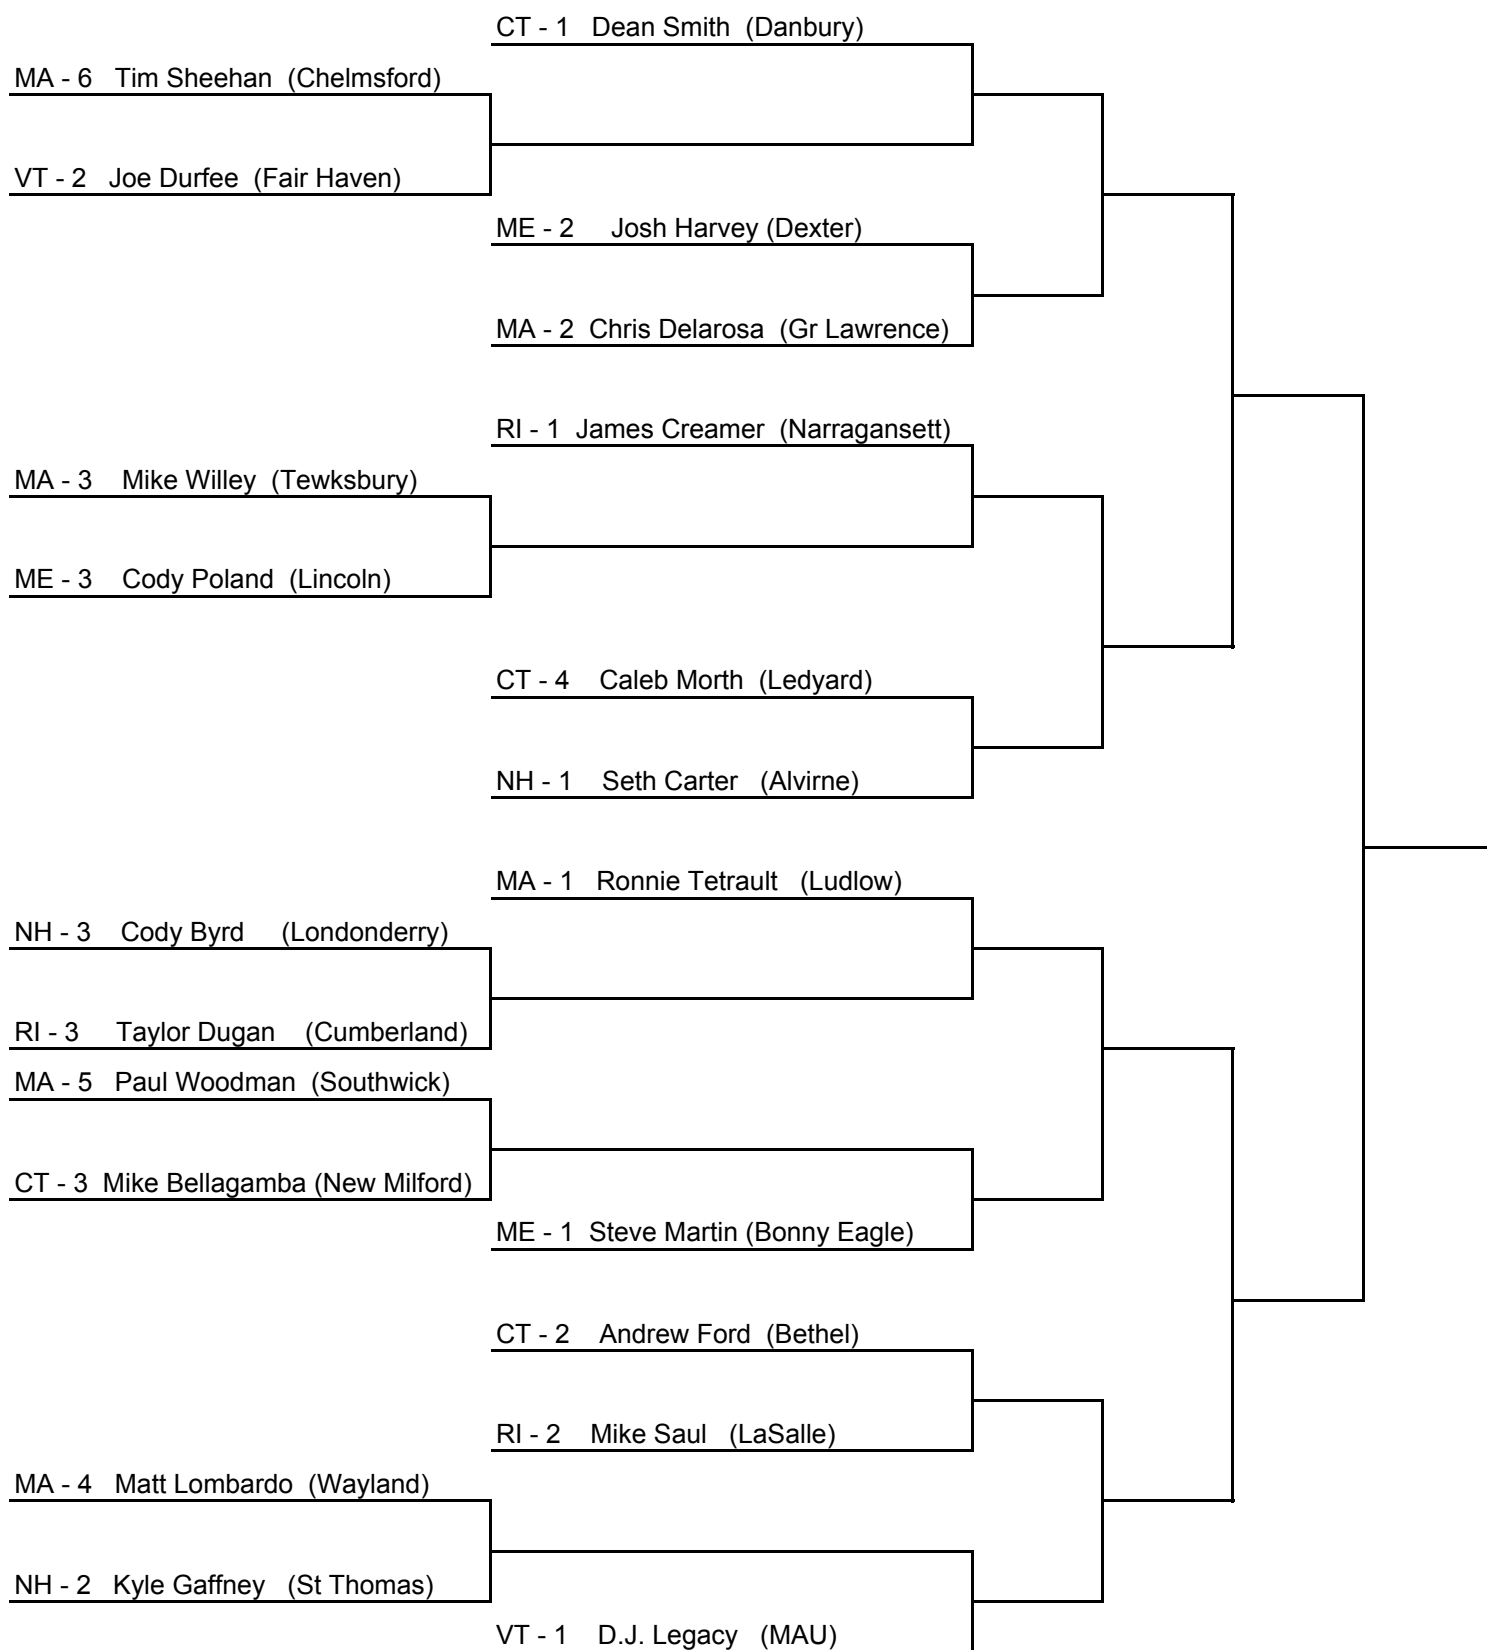 CT - 1 Dean Smith (Danbury)
MA - 6 Tim Sheehan (Chelmsford)
VT - 2 Joe Durfee (Fair Haven)
ME - 2 Josh Harvey (Dexter)
MA - 2 Chris Delarosa (Gr Lawrence)
RI - 1 James Creamer (Narragansett)
MA - 3 Mike Willey (Tewksbury)
ME - 3 Cody Poland (Lincoln)
CT - 4 Caleb Morth (Ledyard)
NH - 1 Seth Carter (Alvirne)
MA - 1 Ronnie Tetrault (Ludlow)
NH - 3 Cody Byrd (Londonderry)
RI - 3 Taylor Dugan (Cumberland)
MA - 5 Paul Woodman (Southwick)
CT - 3 Mike Bellagamba (New Milford)
ME - 1 Steve Martin (Bonny Eagle)
CT - 2 Andrew Ford (Bethel)
RI - 2 Mike Saul (LaSalle)
MA - 4 Matt Lombardo (Wayland)
NH - 2 Kyle Gaffney (St Thomas)
VT - 1 D.J. Legacy (MAU)